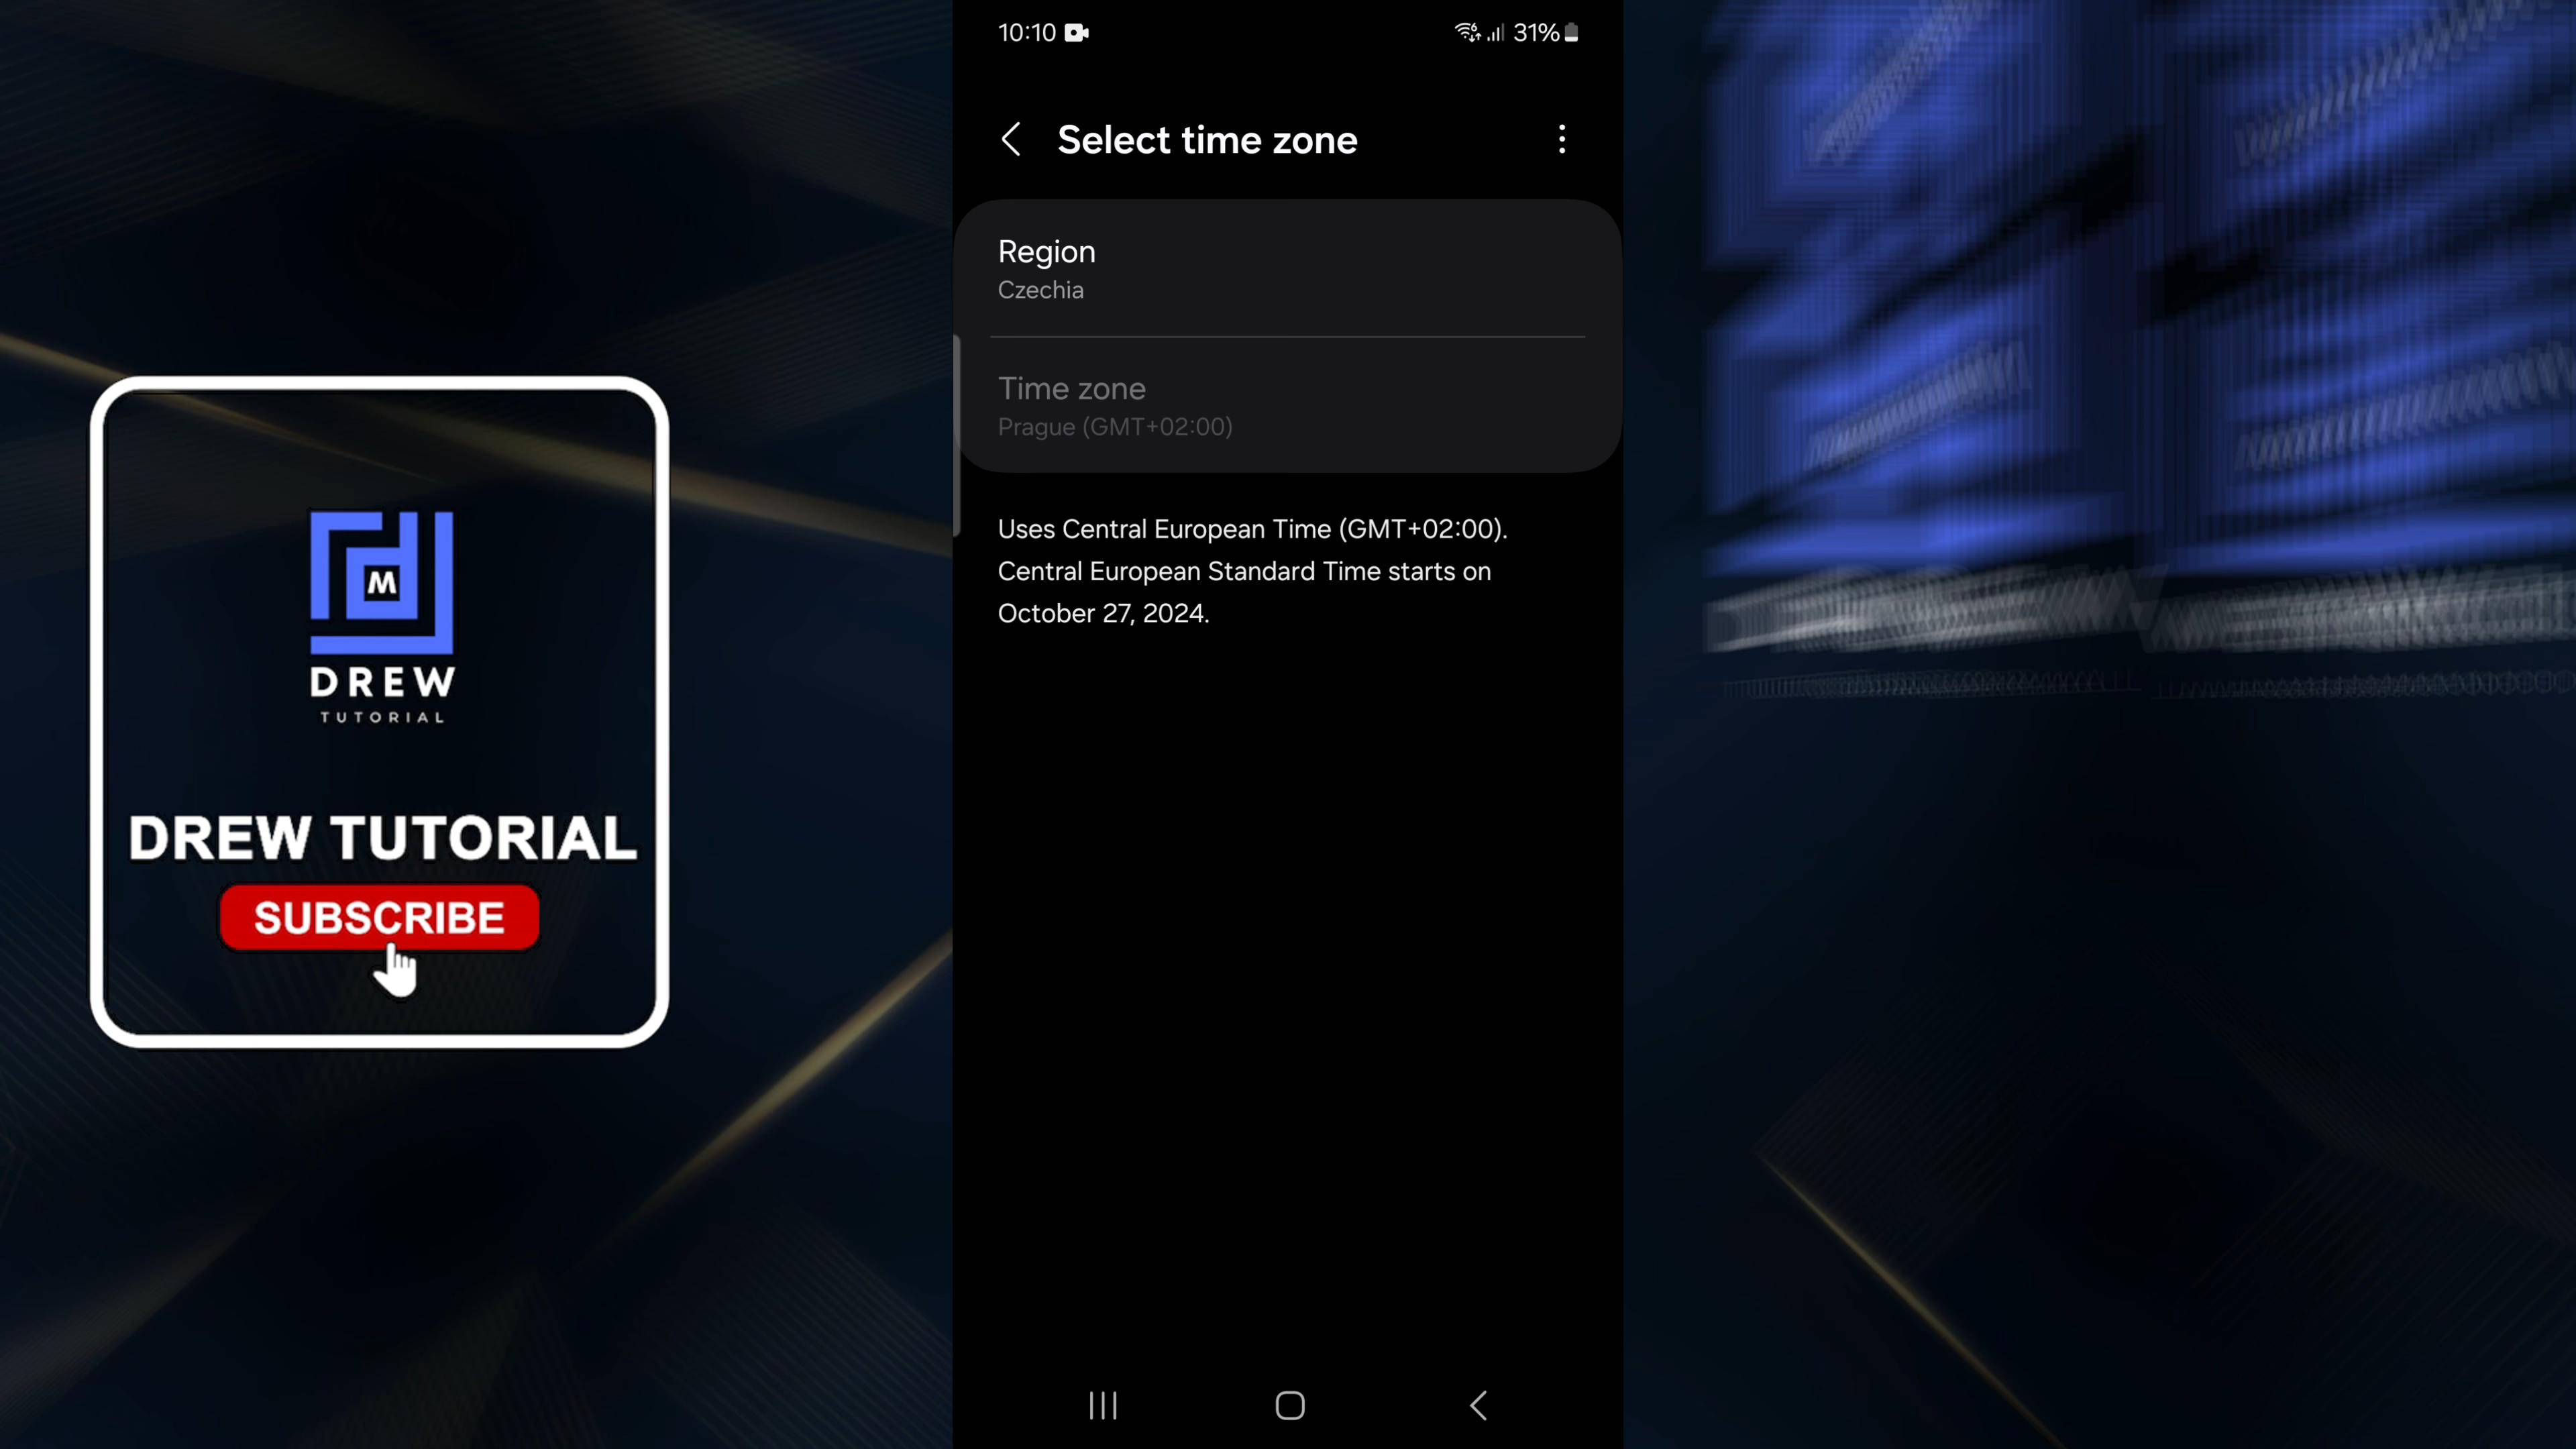 M
DREW
TUTORIAL
DREW TUTORIAL
SUBSCRIBE
10:10
31%
Select time zone
Region
Czechia
Time zone
Prague (GMT+02:00)
Uses Central European Time (GMT+02:00).
Central European Standard Time starts on
October 27, 2024.